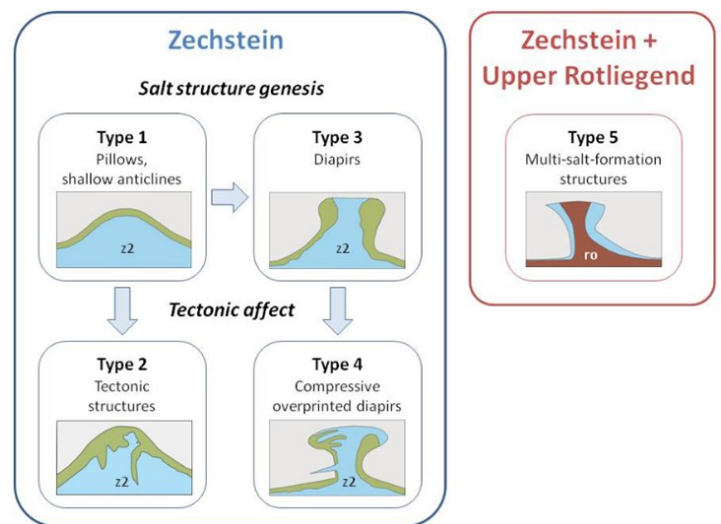 Zechstein
Salt structure genesis
Type 1
Pillows,
shallow anticlines
z2
Type 3
Diapirs
z2
Tectonic affect
Type 2
Tectonic
structures
z2
Type 4
Compressive
overprinted diapirs
z2
Zechstein +
Upper Rotliegend
Type 5
Multi-salt-formation
structures
ro